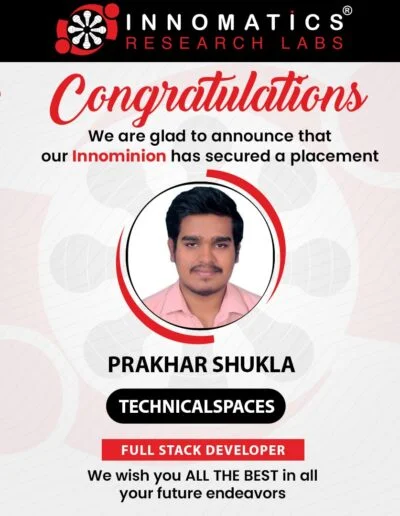 INNOMATICS®
RESEARCH LABS
Congratulations
We are glad to announce that
our Innominion has secured a placement
PRAKHAR SHUKLA
TECHNICALSPACES
FULL STACK DEVELOPER
We wish you ALL THE BEST in all
your future endeavors